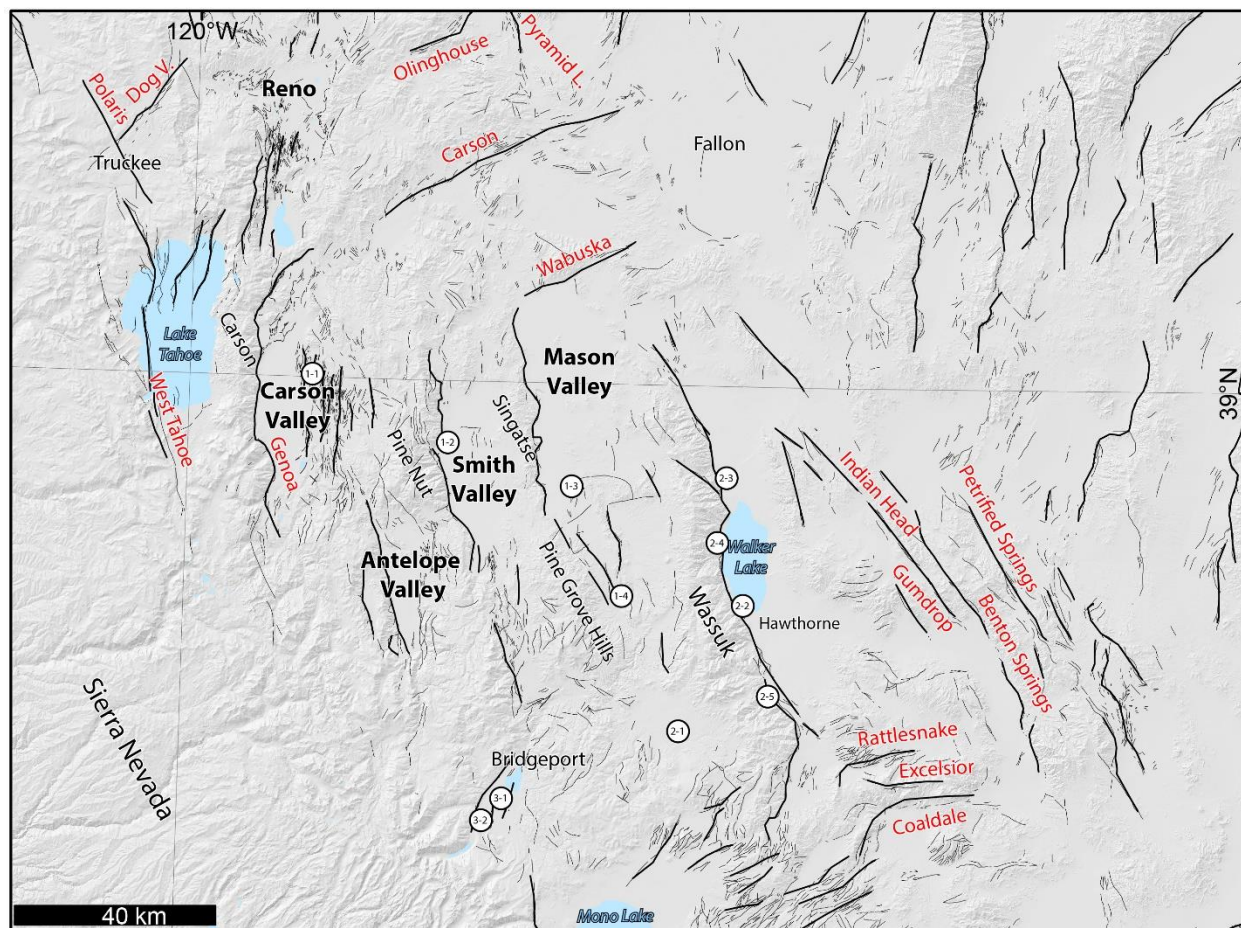 120°W
Pyramid L.
Olinghouse
Dog V.
Polaris
Reno
Truckee
Carson
Fallon
Wabuska
Lake
Tahoe
Carson
Mason
Valley
1-1
Carson
Valley
39°N
West Tahoe
Genoa
Pine Nut
1-2
Smith
Valley
Singatse
1-3
2-3
Indian Head
Petrified Springs
Antelope
Valley
Pine Grove Hills
1-4
2-4
Walker
Lake
2-2
Hawthorne
Wassuk
Gumdrop
Benton Springs
Sierra Nevada
2-5
2-1
Rattlesnake
Bridgeport
Excelsior
3-1
3-2
Coaldale
40 km
Mono Lake